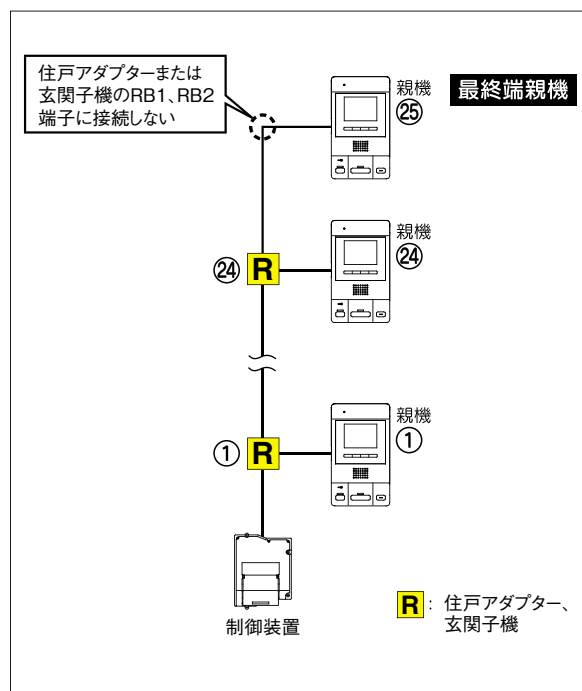 住戸アダプターまたは
玄関子機のRB1、RB2
端子に接続しない
親機
㉕
最終端親機
親機
㉔
㉔
R
親機
①
①
R
制御装置
R : 住戸アダプター、
玄関子機